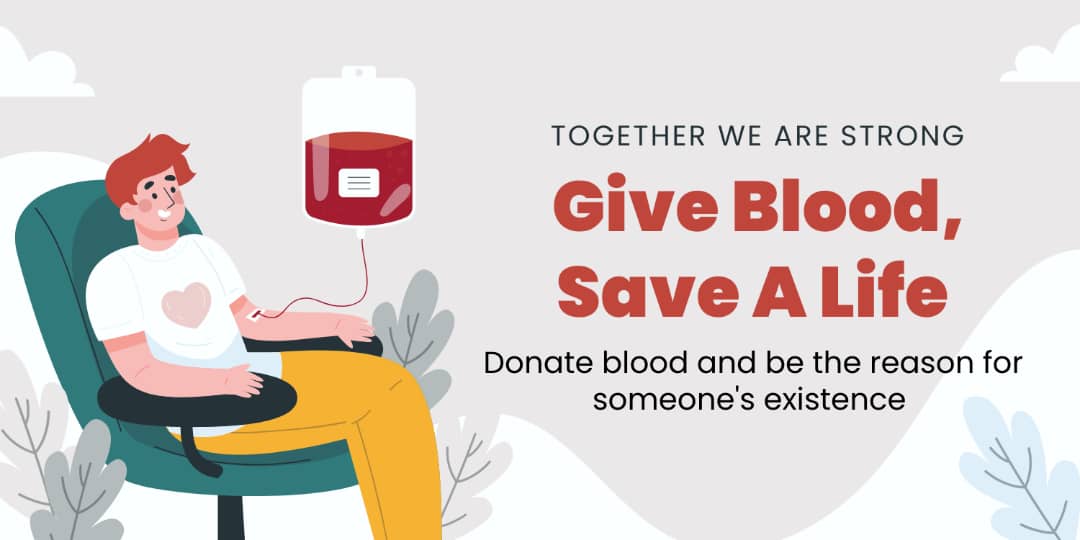 TOGETHER WE ARE STRONG
Give Blood,
Save A Life
Donate blood and be the reason for
someone's existence